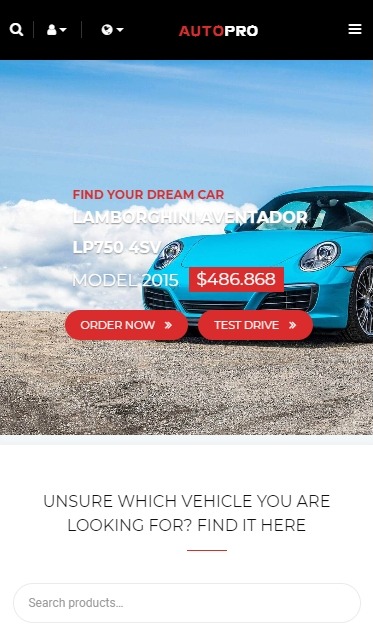 AUTOPRO
FIND YOUR DREAM CAR
LAMBORGHINI AVENTADOR
LP750 4SV
MODEL 2015 $486.868
ORDER NOW TEST DRIVE
UNSURE WHICH VEHICLE YOU ARE
LOOKING FOR? FIND IT HERE
Search products...